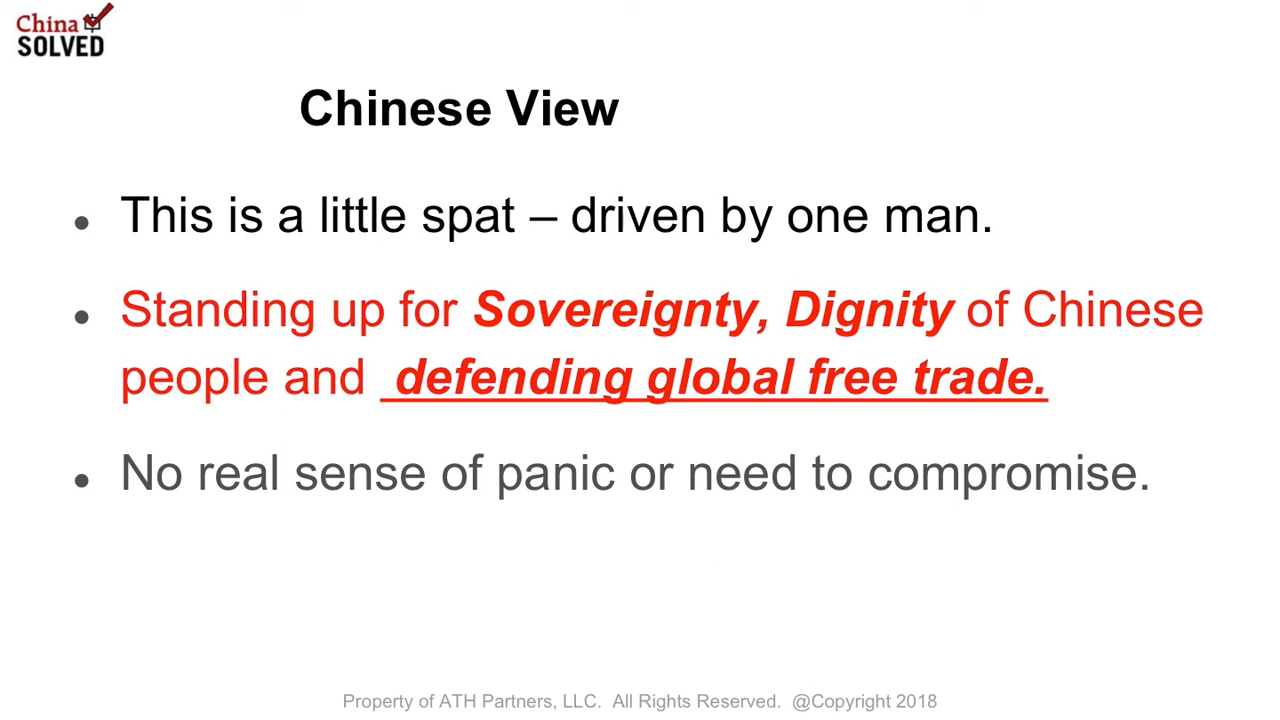 China
SOLVED
Chinese View
● This is a little spat – driven by one man.
● Standing up for Sovereignty, Dignity of Chinese
people and defending global free trade.
● No real sense of panic or need to compromise.
Property of ATH Partners, LLC. All Rights Reserved. @Copyright 2018